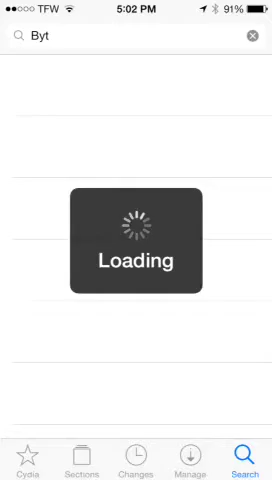 TFW 5:02 PM 91%
Byt
Loading
Cydia Sections Changes Manage Search